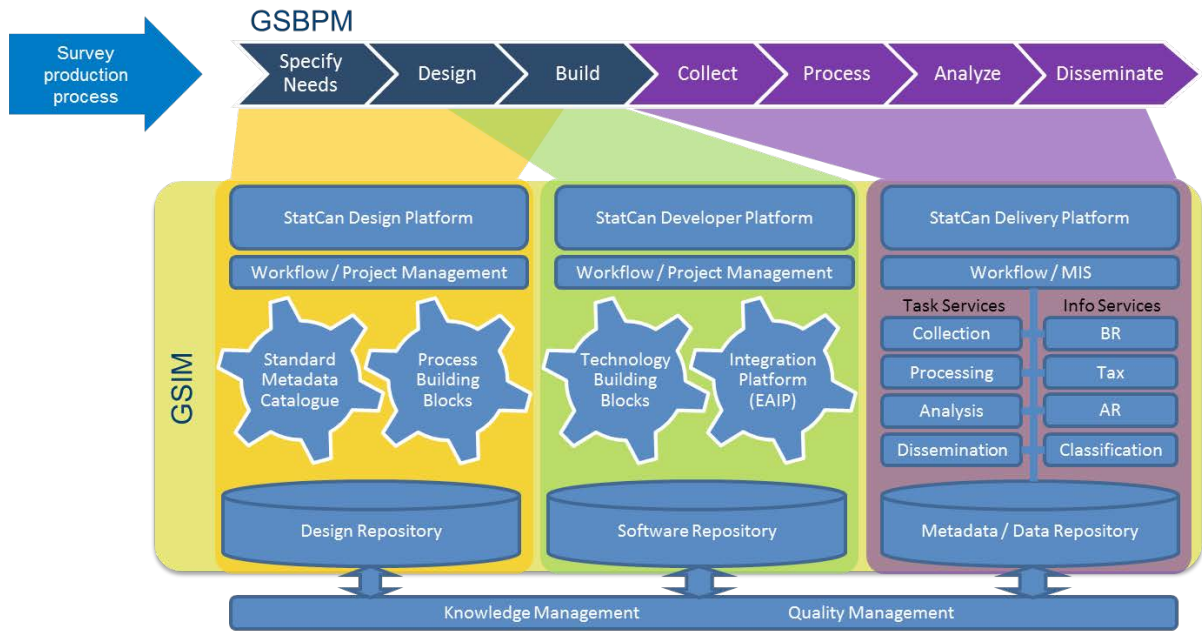 GSBPM
Survey
production
process
Specify
Needs
Design
Build
Collect
Process
Analyze
Disseminate
GSIM
StatCan Design Platform
Workflow / Project Management
Standard
Metadata
Catalogue
Process
Building
Blocks
Design Repository
StatCan Developer Platform
Workflow / Project Management
Technology
Building
Blocks
Integration
Platform
(EAIP)
Software Repository
StatCan Delivery Platform
Workflow / MIS
Task Services
Info Services
Collection
BR
Processing
Tax
Analysis
AR
Dissemination
Classification
Metadata / Data Repository
Knowledge Management
Quality Management